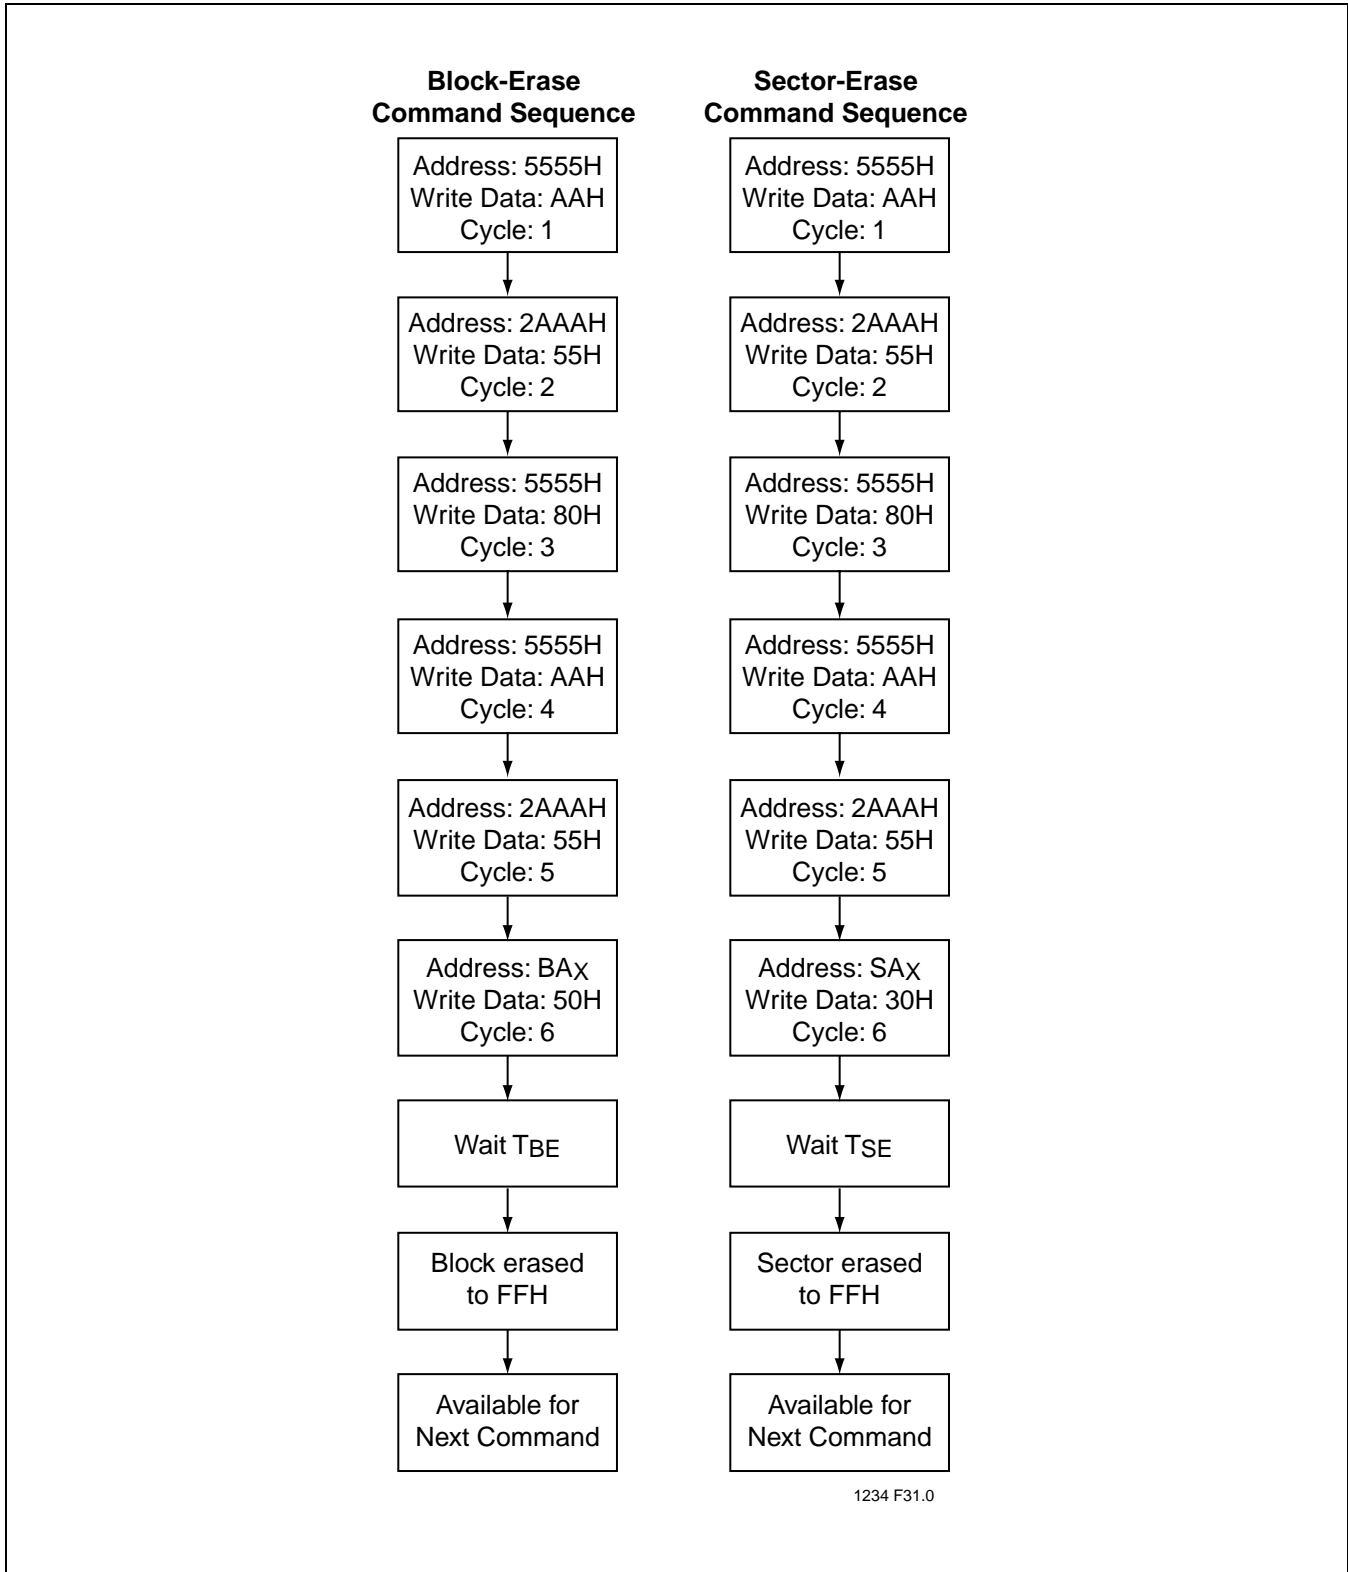 Block-Erase
Command Sequence
Address: 5555H
Write Data: AAH
Cycle: 1
Address: 2AAAH
Write Data: 55H
Cycle: 2
Address: 5555H
Write Data: 80H
Cycle: 3
Address: 5555H
Write Data: AAH
Cycle: 4
Address: 2AAAH
Write Data: 55H
Cycle: 5
Address: BAX
Write Data: 50H
Cycle: 6
Wait TBE
Block erased
to FFH
Available for
Next Command
Sector-Erase
Command Sequence
Address: 5555H
Write Data: AAH
Cycle: 1
Address: 2AAAH
Write Data: 55H
Cycle: 2
Address: 5555H
Write Data: 80H
Cycle: 3
Address: 5555H
Write Data: AAH
Cycle: 4
Address: 2AAAH
Write Data: 55H
Cycle: 5
Address: SAX
Write Data: 30H
Cycle: 6
Wait TSE
Sector erased
to FFH
Available for
Next Command
1234 F31.0